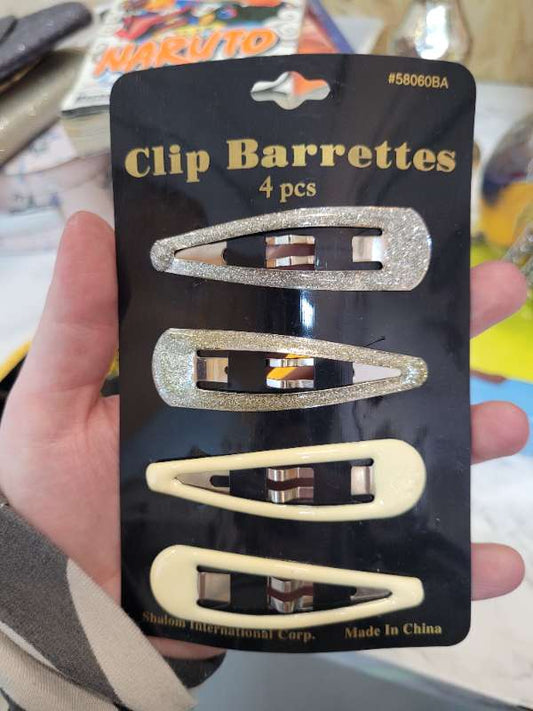 NARUTO
#58060BA
Clip Barrettes
4 pcs
Shalom International Corp.
Made In China